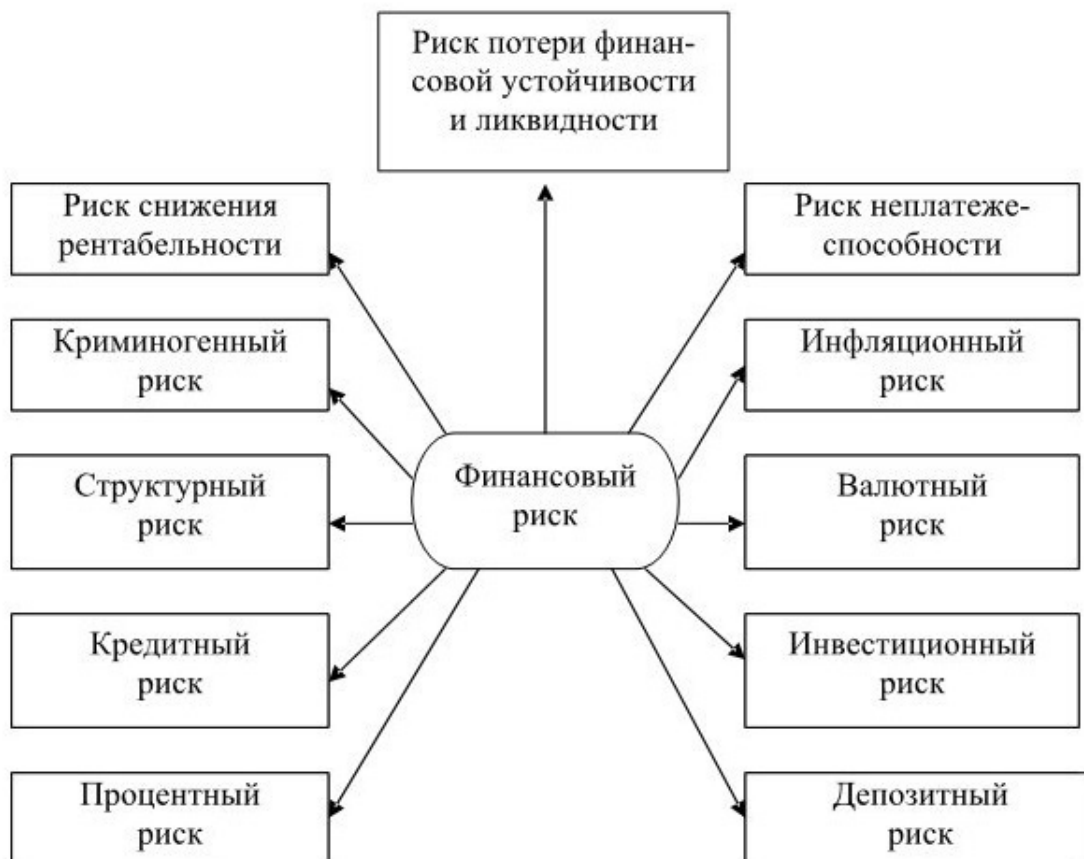 Риск потери финан-
совой устойчивости
и ликвидности
Риск снижения
рентабельности
Риск неплатеже-
способности
Криминогенный
риск
Инфляционный
риск
Структурный
риск
Финансовый
риск
Валютный
риск
Кредитный
риск
Инвестиционный
риск
Процентный
риск
Депозитный
риск